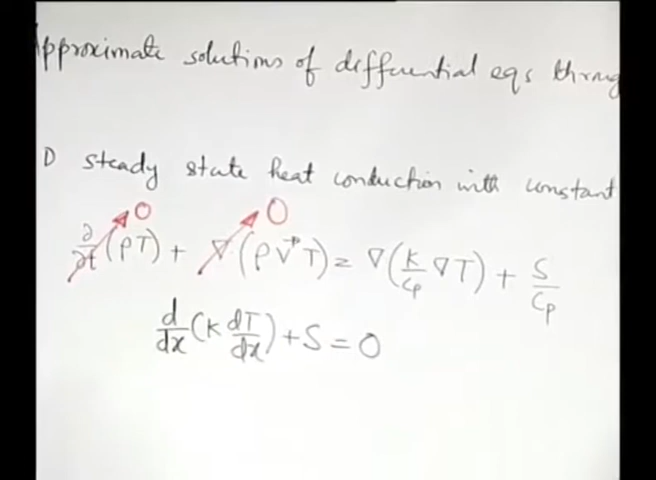 Approximate solutions of differential eqs throug
D steady state heat conduction with constant
0 0
∂/∂t (ρT) + ∇ (ρV⃗T) = ∇(K/Cp ∇T) + S/Cp
d/dx (K dT/dx) + S = 0